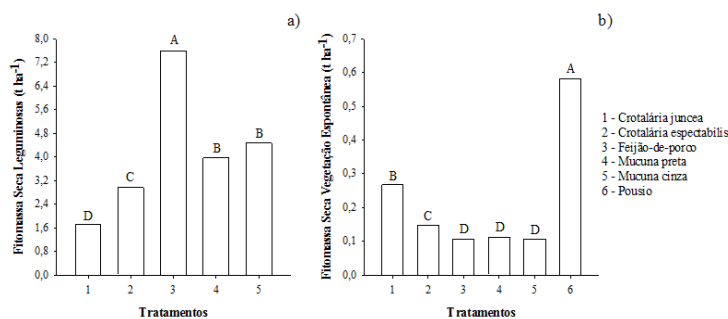 a)
Fitomassa Seca Leguminosas (t ha⁻¹)
8,0
7,2
6,4
5,6
4,8
4,0
3,2
2,4
1,6
0,8
0,0
D
C
A
B
B
1 2 3 4 5
Tratamentos
b)
Fitomassa Seca Vegetação Espontânea (t ha⁻¹)
0,7
0,6
0,5
0,4
0,3
0,2
0,1
0,0
B
C
D
D
D
A
1 2 3 4 5 6
Tratamentos
1 - Crotalária juncea
2 - Crotalária espectabilis
3 - Feijão-de-porco
4 - Mucuna preta
5 - Mucuna cinza
6 - Pousio